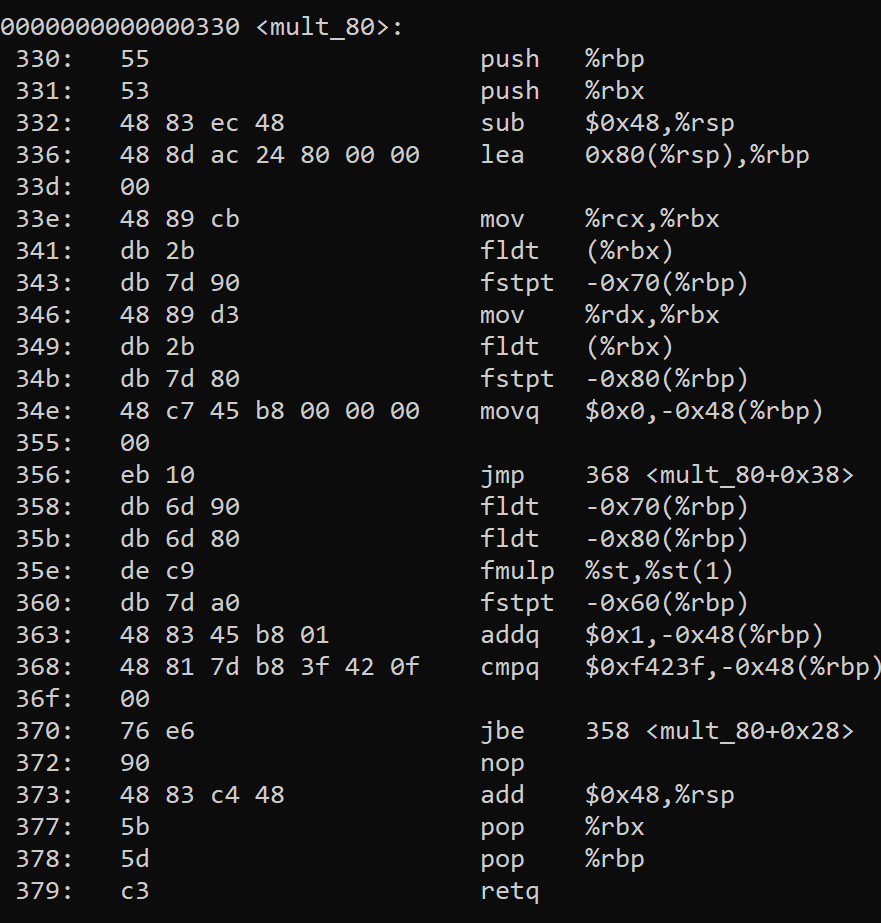 0000000000000330 <mult_80>:
 330:   55                      push   %rbp
 331:   53                      push   %rbx
 332:   48 83 ec 48             sub    $0x48,%rsp
 336:   48 8d ac 24 80 00 00    lea    0x80(%rsp),%rbp
 33d:   00
 33e:   48 89 cb                mov    %rcx,%rbx
 341:   db 2b                   fldt   (%rbx)
 343:   db 7d 90                fstpt  -0x70(%rbp)
 346:   48 89 d3                mov    %rdx,%rbx
 349:   db 2b                   fldt   (%rbx)
 34b:   db 7d 80                fstpt  -0x80(%rbp)
 34e:   48 c7 45 b8 00 00 00    movq   $0x0,-0x48(%rbp)
 355:   00
 356:   eb 10                   jmp    368 <mult_80+0x38>
 358:   db 6d 90                fldt   -0x70(%rbp)
 35b:   db 6d 80                fldt   -0x80(%rbp)
 35e:   de c9                   fmulp  %st,%st(1)
 360:   db 7d a0                fstpt  -0x60(%rbp)
 363:   48 83 45 b8 01          addq   $0x1,-0x48(%rbp)
 368:   48 81 7d b8 3f 42 0f    cmpq   $0xf423f,-0x48(%rbp)
 36f:   00
 370:   76 e6                   jbe    358 <mult_80+0x28>
 372:   90                      nop
 373:   48 83 c4 48             add    $0x48,%rsp
 377:   5b                      pop    %rbx
 378:   5d                      pop    %rbp
 379:   c3                      retq